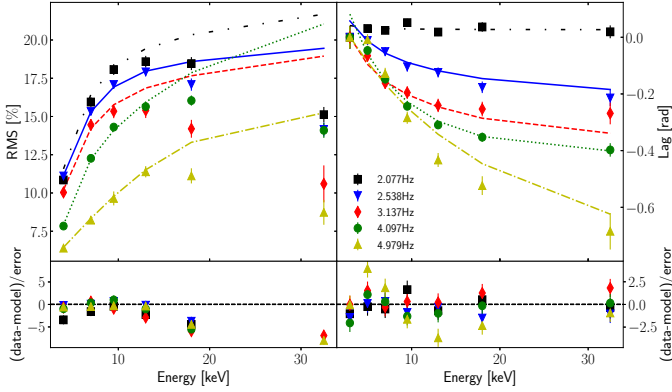 RMS [%]
20.0
17.5
15.0
12.5
10.0
7.5
0.0
−0.2
−0.4
−0.6
Lag [rad]
2.077Hz
2.538Hz
3.137Hz
4.097Hz
4.979Hz
(data-model)/error
5
0
−5
2.5
0.0
−2.5
(data-model)/error
10 20 30
10 20 30
Energy [keV]
Energy [keV]